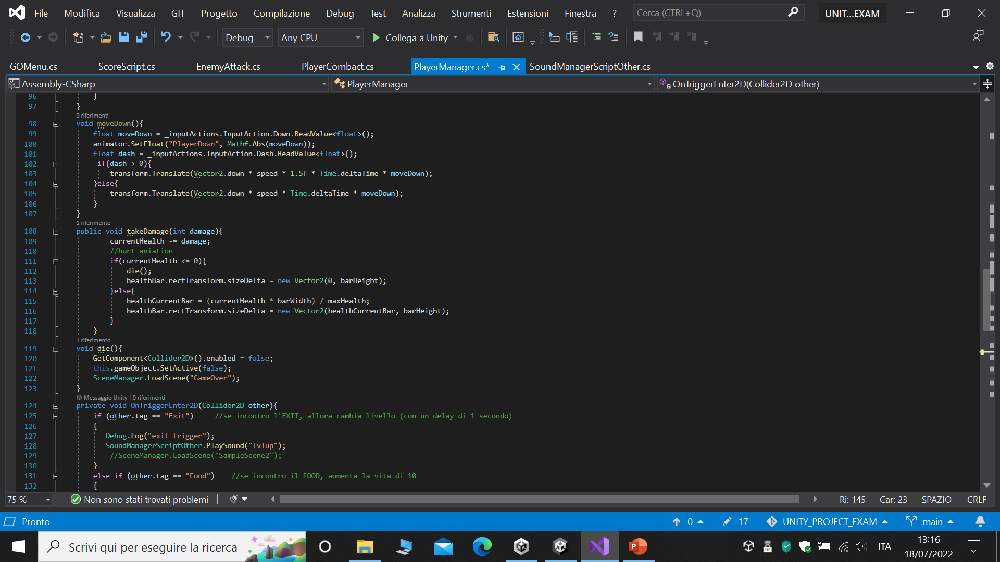 File Modifica Visualizza GIT Progetto Compilazione Debug Test Analizza Strumenti Estensioni Finestra ? Cerca (CTRL+Q) UNIT...EXAM
Debug Any CPU Collega a Unity
GOMenu.cs ScoreScript.cs EnemyAttack.cs PlayerCombact.cs PlayerManager.cs* SoundManagerScriptOther.cs
Assembly-CSharp PlayerManager OnTriggerEnter2D(Collider2D other)
96 }
97 }
0 riferimenti
98 void moveDown(){
99 float moveDown = _inputActions.InputAction.Down.ReadValue<float>();
100 animator.SetFloat("PlayerDown", Mathf.Abs(moveDown));
101 float dash = _inputActions.InputAction.Dash.ReadValue<float>();
102 if(dash > 0){
103 transform.Translate(Vector2.down * speed * 1.5f * Time.deltaTime * moveDown);
104 }else{
105 transform.Translate(Vector2.down * speed * Time.deltaTime * moveDown);
106 }
107 }
1 riferimento
108 public void takeDamage(int damage){
109 currentHealth -= damage;
110 //hurt aniation
111 if(currentHealth <= 0){
112 die();
113 healthBar.rectTransform.sizeDelta = new Vector2(0, barHeight);
114 }else{
115 healthCurrentBar = (currentHealth * barWidth) / maxHealth;
116 healthBar.rectTransform.sizeDelta = new Vector2(healthCurrentBar, barHeight);
117 }
118 }
1 riferimento
119 void die(){
120 GetComponent<Collider2D>().enabled = false;
121 this.gameObject.SetActive(false);
122 SceneManager.LoadScene("GameOver");
123 }
Messaggio Unity | 0 riferimenti
124 private void OnTriggerEnter2D(Collider2D other){
125 if (other.tag == "Exit") //se incontro l'EXIT, allora cambia livello (con un delay di 1 secondo)
126 {
127 Debug.Log("exit trigger");
128 SoundManagerScriptOther.PlaySound("lvlup");
129 //SceneManager.LoadScene("SampleScene2");
130 }
131 else if (other.tag == "Food") //se incontro il FOOD, aumenta la vita di 10
132 {
75 % Non sono stati trovati problemi Ri: 145 Car: 23 SPAZIO CRLF
Pronto 0 17 UNITY_PROJECT_EXAM main
Scrivi qui per eseguire la ricerca ITA 13:16
18/07/2022